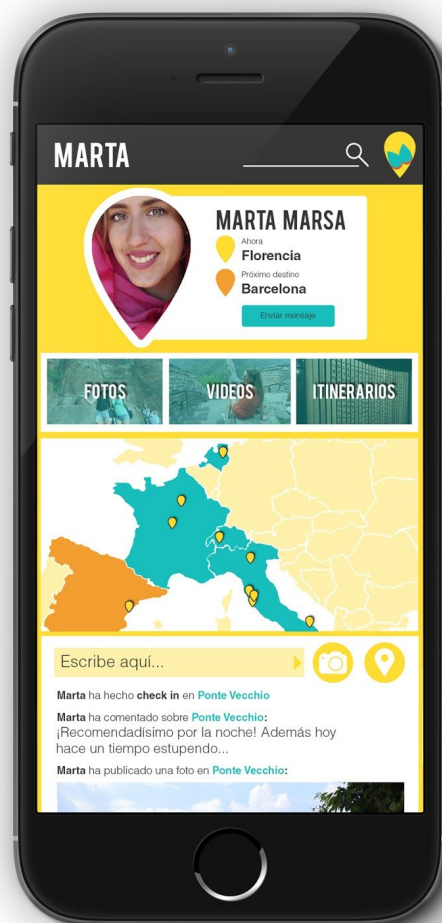 MARTA
MARTA MARSA
Ahora
Florencia
Próximo destino
Barcelona
Enviar mensaje
FOTOS
VIDEOS
ITINERARIOS
Escribe aquí...
Marta ha hecho check in en Ponte Vecchio
Marta ha comentado sobre Ponte Vecchio:
¡Recomendadísimo por la noche! Además hoy
hace un tiempo estupendo...
Marta ha publicado una foto en Ponte Vecchio: